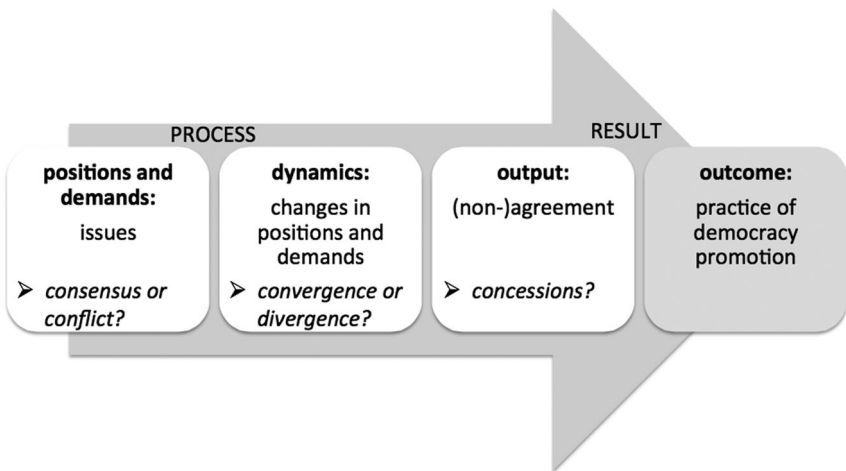 PROCESS
RESULT
positions and
demands:
issues
➢ consensus or
conflict?
dynamics:
changes in
positions and
demands
➢ convergence or
divergence?
output:
(non-)agreement
➢ concessions?
outcome:
practice of
democracy
promotion